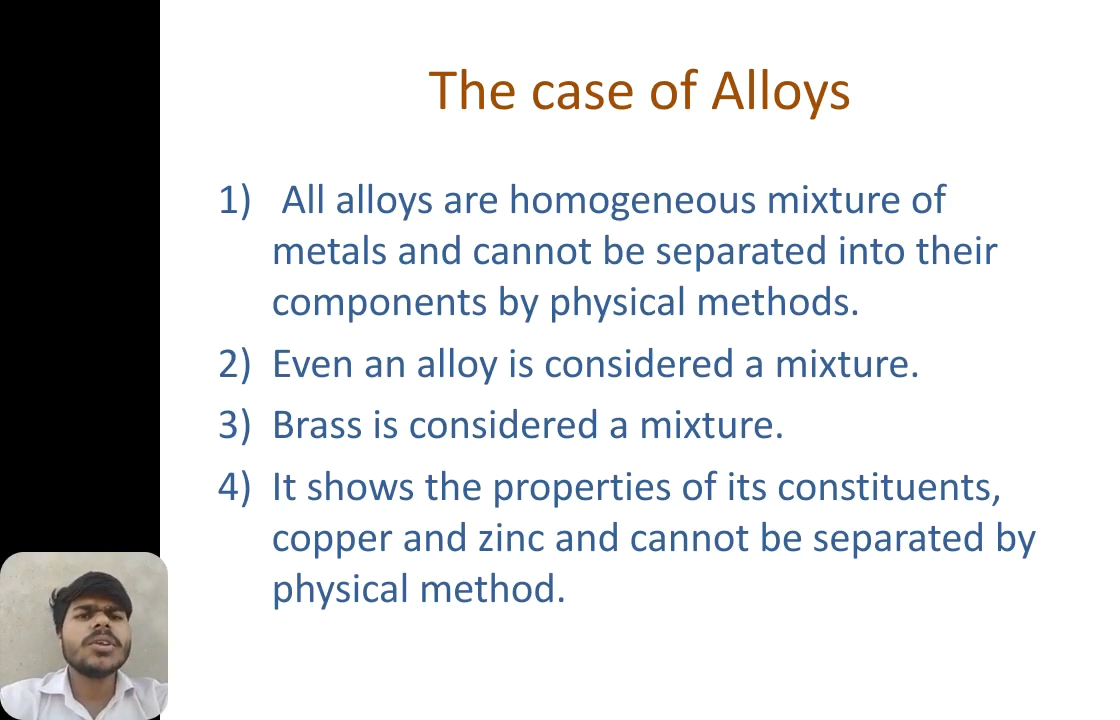 The case of Alloys
1) All alloys are homogeneous mixture of
metals and cannot be separated into their
components by physical methods.
2) Even an alloy is considered a mixture.
3) Brass is considered a mixture.
4) It shows the properties of its constituents,
copper and zinc and cannot be separated by
physical method.